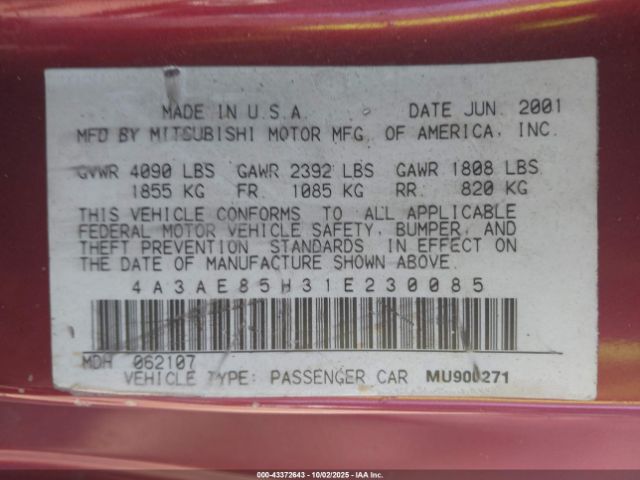 MADE IN U.S.A. DATE JUN. 2001
MFD BY MITSUBISHI MOTOR MFG. OF AMERICA, INC.
GVWR 4090 LBS GAWR 2392 LBS GAWR 1808 LBS
1855 KG FR. 1085 KG RR. 820 KG
THIS VEHICLE CONFORMS TO ALL APPLICABLE
FEDERAL MOTOR VEHICLE SAFETY, BUMPER, AND
THEFT PREVENTION STANDARDS IN EFFECT ON
THE DATE OF MANUFACTURE SHOWN ABOVE.
4A3AE85H31E230085
MDH 062107
VEHICLE TYPE: PASSENGER CAR MU900271
000-43372643 - 10/02/2025 - IAA Inc.